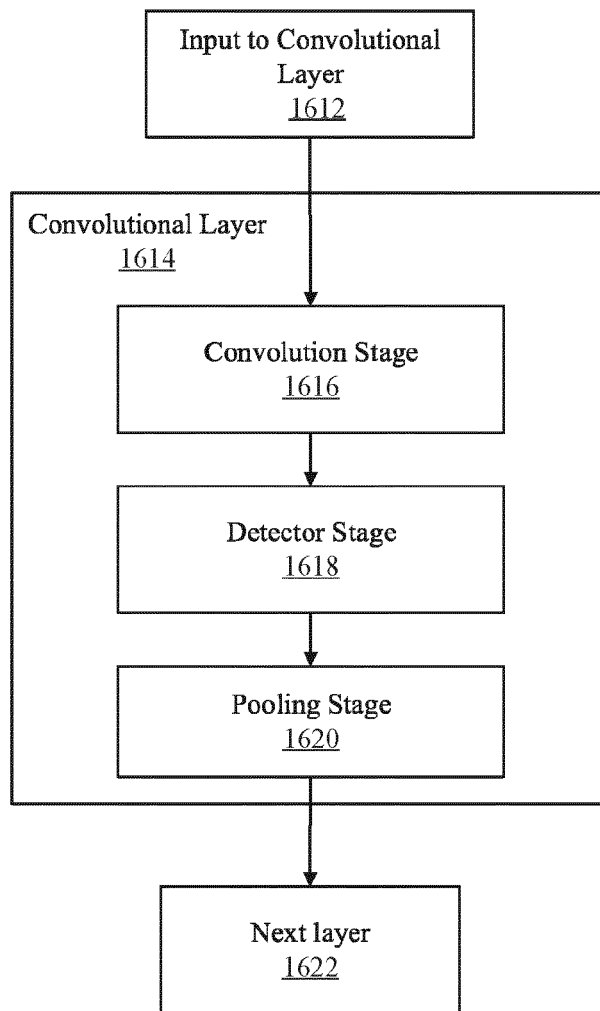 Input to Convolutional
Layer
1612
Convolutional Layer
1614
Convolution Stage
1616
Detector Stage
1618
Pooling Stage
1620
Next layer
1622